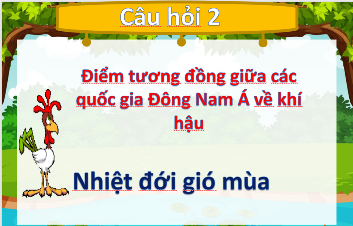 Câu hỏi 2
Điểm tương đồng giữa các
quốc gia Đông Nam Á về khí
hậu
Nhiệt đới gió mùa